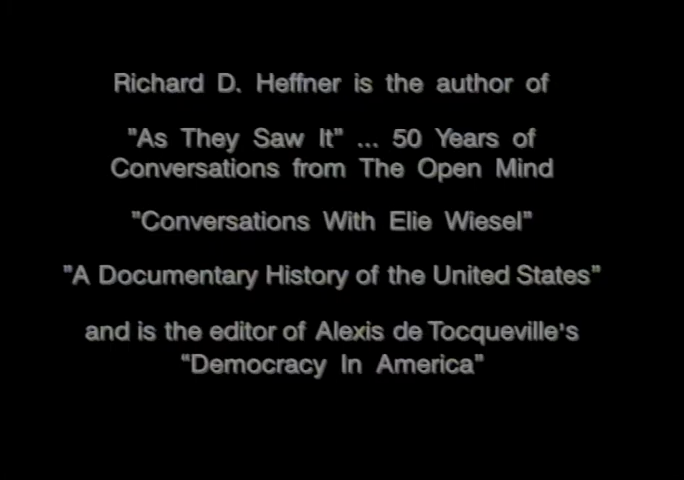 Richard D. Heffner is the author of
"As They Saw It" ... 50 Years of
Conversations from The Open Mind
"Conversations With Elie Wiesel"
"A Documentary History of the United States"
and is the editor of Alexis de Tocqueville's
"Democracy In America"